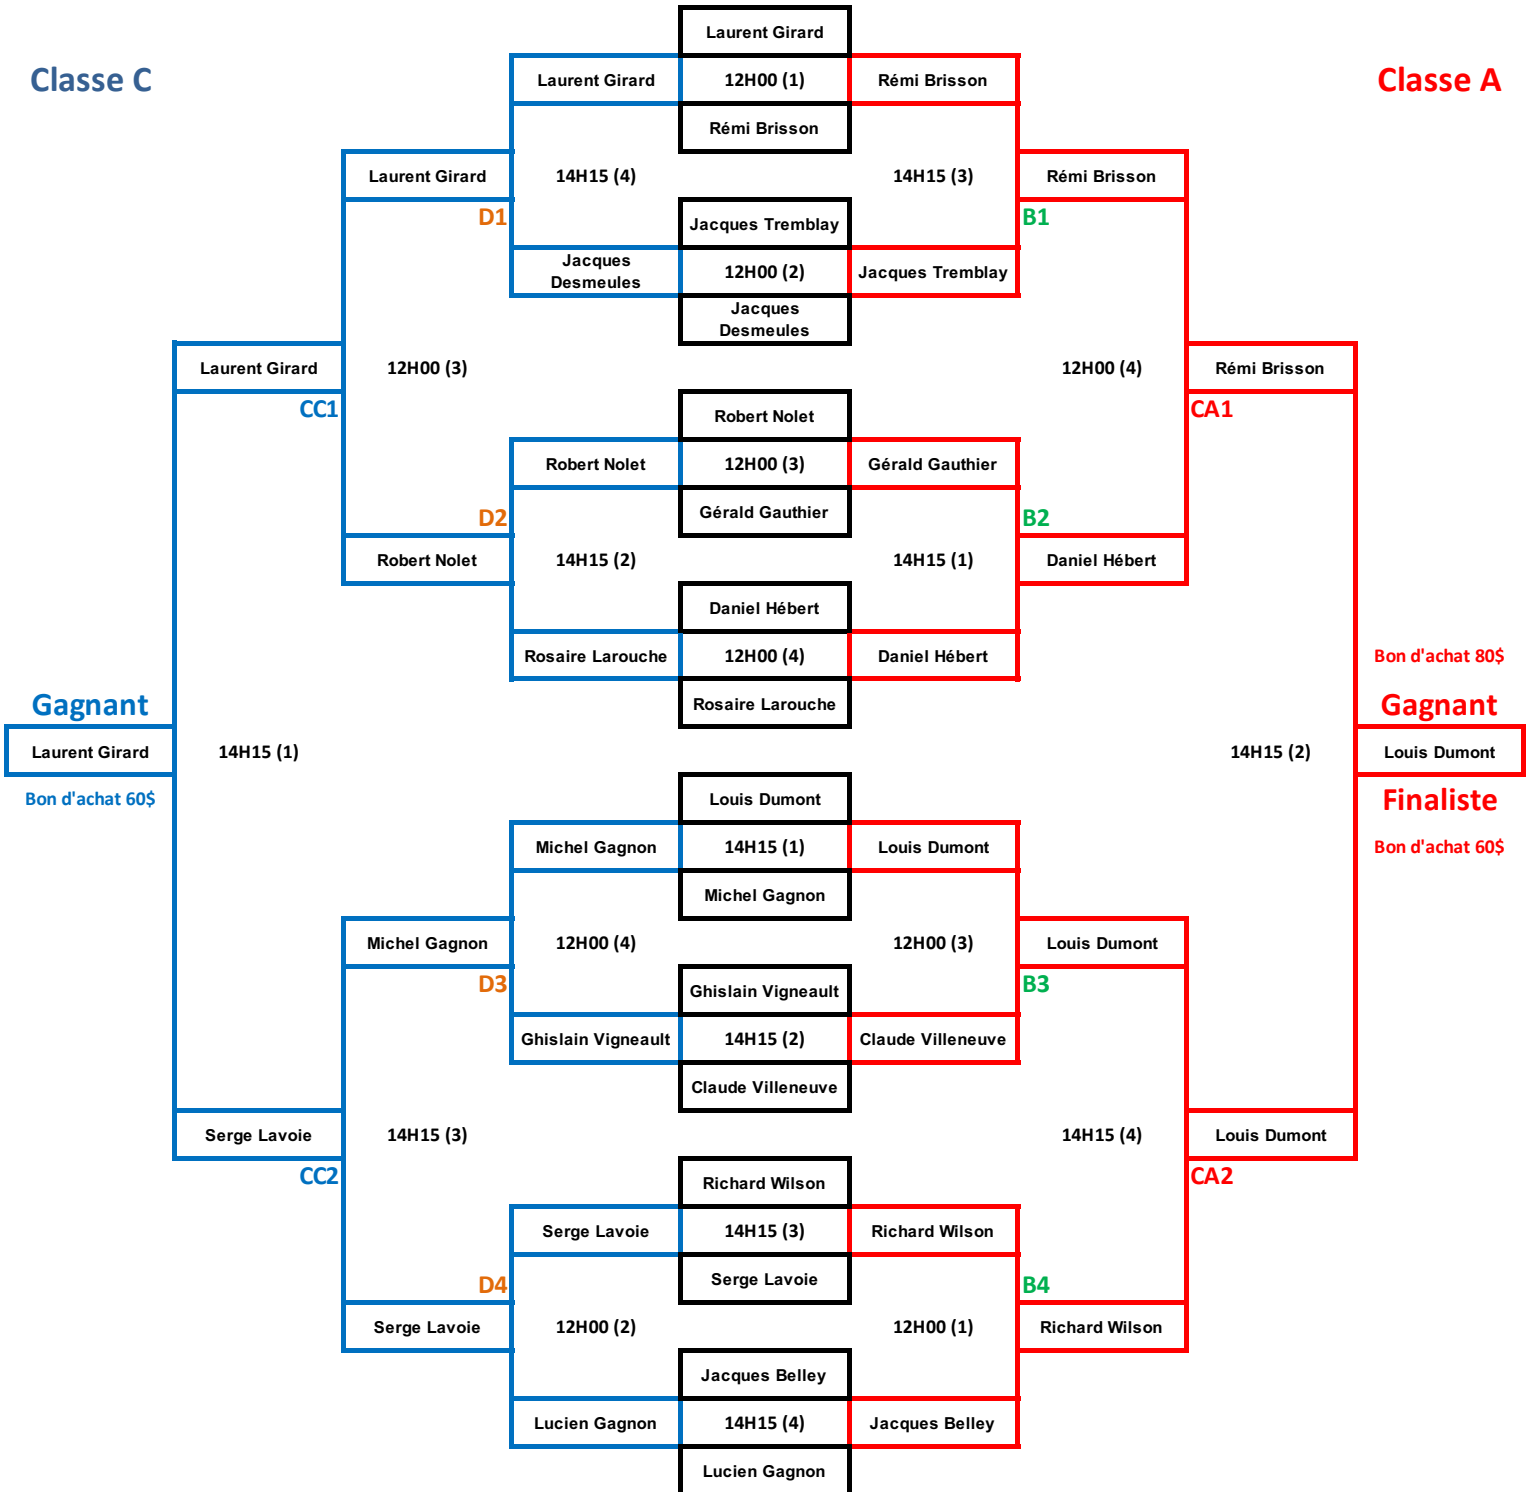 Laurent Girard
Classe C
Laurent Girard
12H00 (1)
Rémi Brisson
Classe A
Rémi Brisson
Laurent Girard
14H15 (4)
14H15 (3)
Rémi Brisson
D1
Jacques Tremblay
B1
Jacques
Desmeules
12H00 (2)
Jacques Tremblay
Jacques
Desmeules
Laurent Girard
12H00 (3)
12H00 (4)
Rémi Brisson
CC1
Robert Nolet
CA1
Robert Nolet
12H00 (3)
Gérald Gauthier
D2
Gérald Gauthier
B2
Robert Nolet
14H15 (2)
14H15 (1)
Daniel Hébert
Daniel Hébert
Rosaire Larouche
12H00 (4)
Daniel Hébert
Bon d'achat 80$
Gagnant
Rosaire Larouche
Gagnant
Laurent Girard
14H15 (1)
14H15 (2)
Louis Dumont
Bon d'achat 60$
Louis Dumont
Finaliste
Michel Gagnon
14H15 (1)
Louis Dumont
Bon d'achat 60$
Michel Gagnon
Michel Gagnon
12H00 (4)
12H00 (3)
Louis Dumont
D3
Ghislain Vigneault
B3
Ghislain Vigneault
14H15 (2)
Claude Villeneuve
Claude Villeneuve
Serge Lavoie
14H15 (3)
14H15 (4)
Louis Dumont
CC2
Richard Wilson
CA2
Serge Lavoie
14H15 (3)
Richard Wilson
D4
Serge Lavoie
B4
Serge Lavoie
12H00 (2)
12H00 (1)
Richard Wilson
Jacques Belley
Lucien Gagnon
14H15 (4)
Jacques Belley
Lucien Gagnon